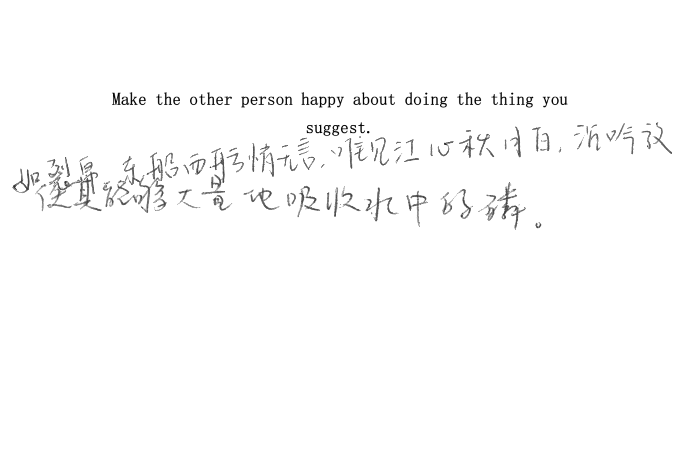 Make the other person happy about doing the thing you
suggest.
如裂帛。东船西舫悄无言,唯见江心秋月白,沉吟放
使其能够大量地吸收水中的磷。